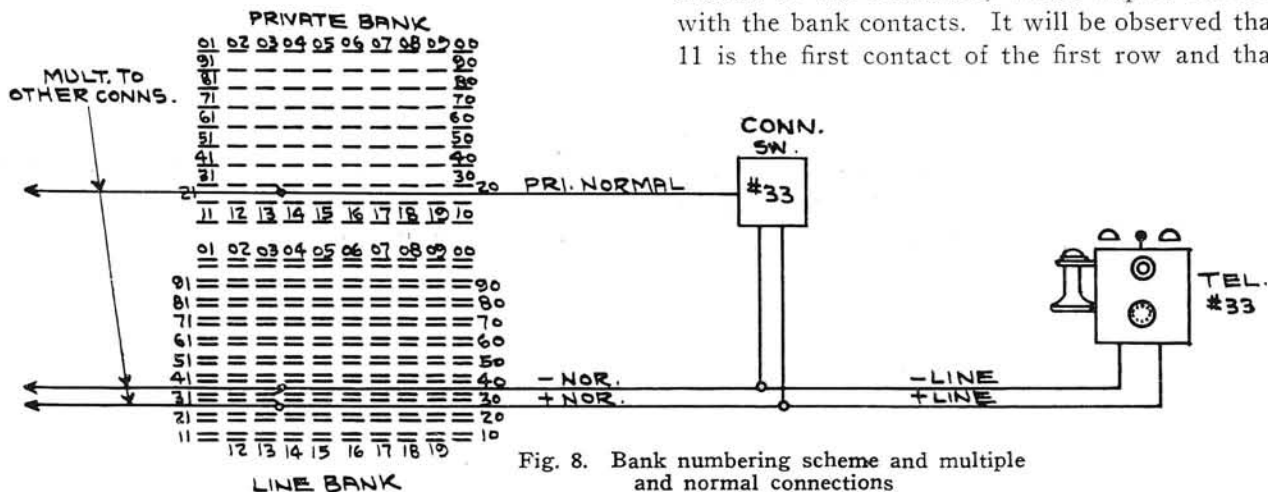 with the bank contacts. It will be observed tha
11 is the first contact of the first row and tha
PRIVATE BANK
01 02 03 04 05 06 07 08 09 00
91 90
81 80
71 70
61 60
51 50
41 40
31 30
21 20
11 12 13 14 15 16 17 18 19 10
MULT. TO
OTHER CONNS.
PRI. NORMAL
CONN.
SW.
#33
01 02 03 04 05 06 07 08 09 00
91 90
81 80
71 70
61 60
51 50
41 40
31 30
21 20
11 10
12 13 14 15 16 17 18 19
LINE BANK
-NOR.
+NOR.
-LINE
+LINE
TEL.
#33
Fig. 8. Bank numbering scheme and multiple
and normal connections